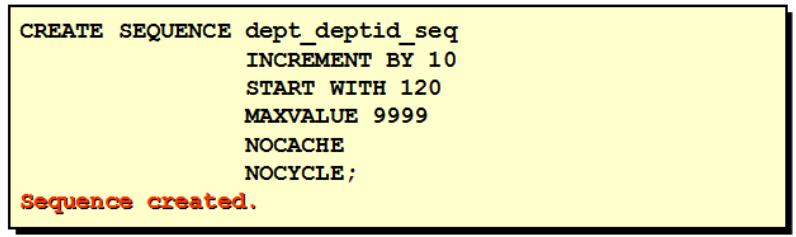 CREATE SEQUENCE dept_deptid_seq
INCREMENT BY 10
START WITH 120
MAXVALUE 9999
NOCACHE
NOCYCLE;
Sequence created.